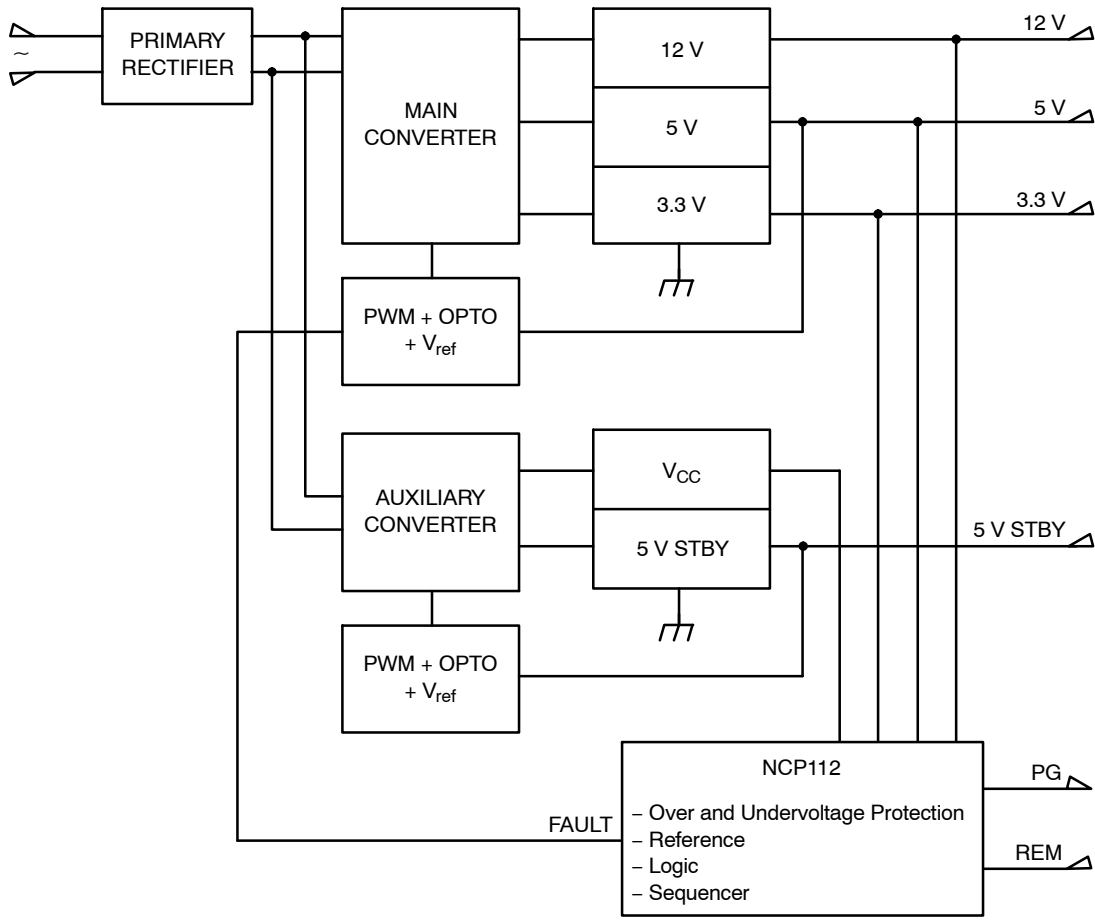 12 V
~
PRIMARY
RECTIFIER
MAIN
CONVERTER
12 V
5 V
5 V
3.3 V
3.3 V
PWM + OPTO
+ Vref
AUXILIARY
CONVERTER
VCC
5 V STBY
5 V STBY
PWM + OPTO
+ Vref
NCP112
– Over and Undervoltage Protection
– Reference
– Logic
– Sequencer
FAULT
PG
REM